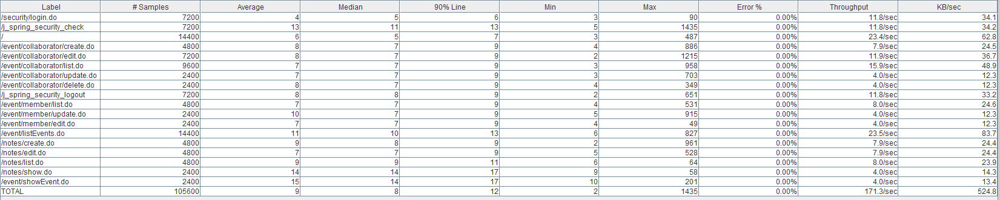 Label # Samples Average Median 90% Line Min Max Error % Throughput KB/sec
/security/login.do 7200 4 5 6 3 90 0.00% 11.8/sec 34.1
/j_spring_security_check 7200 13 11 13 5 1435 0.00% 11.8/sec 34.2
/ 14400 6 5 7 3 487 0.00% 23.4/sec 62.8
/event/collaborator/create.do 4800 8 7 9 4 886 0.00% 7.9/sec 24.5
/event/collaborator/edit.do 7200 8 7 9 2 1215 0.00% 11.9/sec 36.7
/event/collaborator/list.do 9600 7 7 9 3 958 0.00% 15.9/sec 48.9
/event/collaborator/update.do 2400 7 7 9 3 703 0.00% 4.0/sec 12.3
/event/collaborator/delete.do 2400 8 7 9 4 349 0.00% 4.0/sec 12.3
/j_spring_security_logout 7200 8 8 9 2 651 0.00% 11.8/sec 33.2
/event/member/list.do 4800 7 7 9 4 531 0.00% 8.0/sec 24.6
/event/member/update.do 2400 10 7 9 5 915 0.00% 4.0/sec 12.3
/event/member/edit.do 2400 7 7 9 4 49 0.00% 4.0/sec 12.3
/event/listEvents.do 14400 11 10 13 6 827 0.00% 23.5/sec 83.7
/notes/create.do 4800 9 8 9 2 961 0.00% 7.9/sec 24.4
/notes/edit.do 4800 7 7 9 5 528 0.00% 7.9/sec 24.4
/notes/list.do 4800 9 9 11 6 64 0.00% 8.0/sec 23.9
/notes/show.do 2400 14 14 17 9 58 0.00% 4.0/sec 14.3
/event/showEvent.do 2400 15 14 17 10 201 0.00% 4.0/sec 13.4
TOTAL 105600 9 8 12 2 1435 0.00% 171.3/sec 524.8